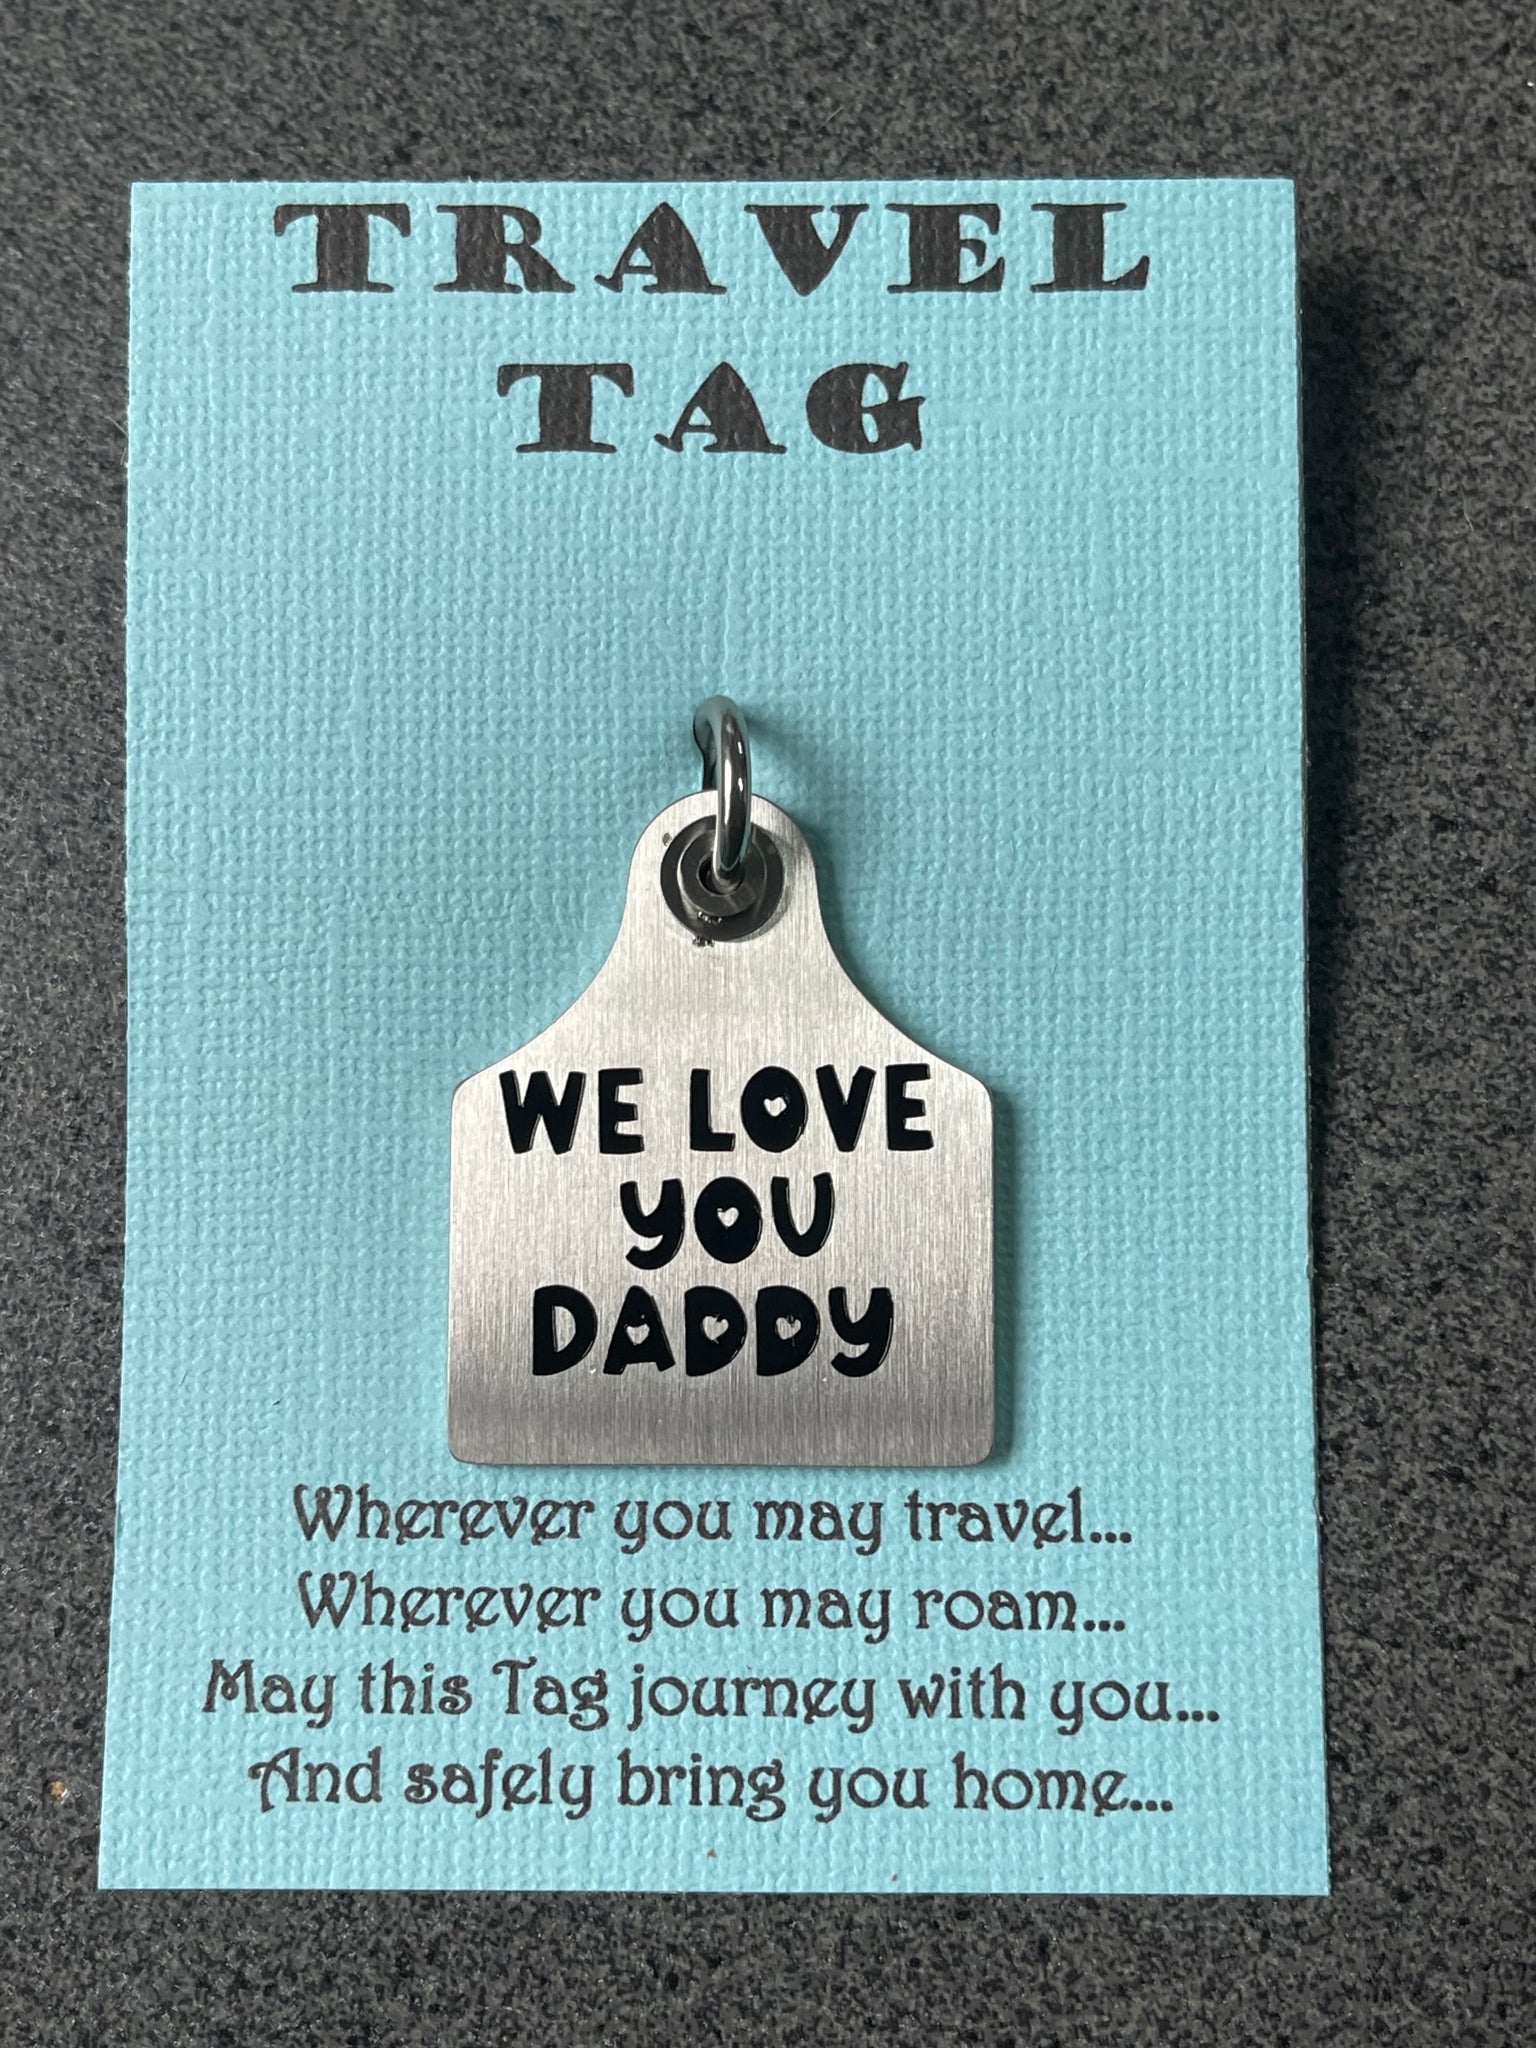 TRAVEL
TAG
WE LOVE
YOU
DADDY
Wherever you may travel...
Wherever you may roam...
May this Tag journey with you...
And safely bring you home...